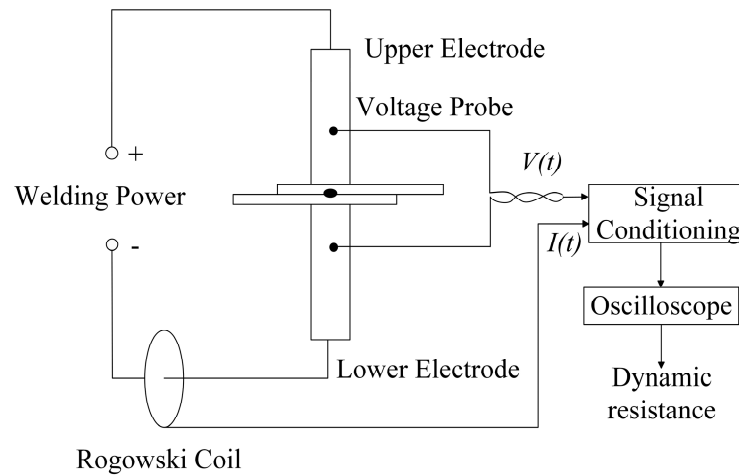 Upper Electrode
Voltage Probe
+
V(t)
Welding Power
Signal
Conditioning
-
I(t)
Oscilloscope
Lower Electrode
Dynamic
resistance
Rogowski Coil